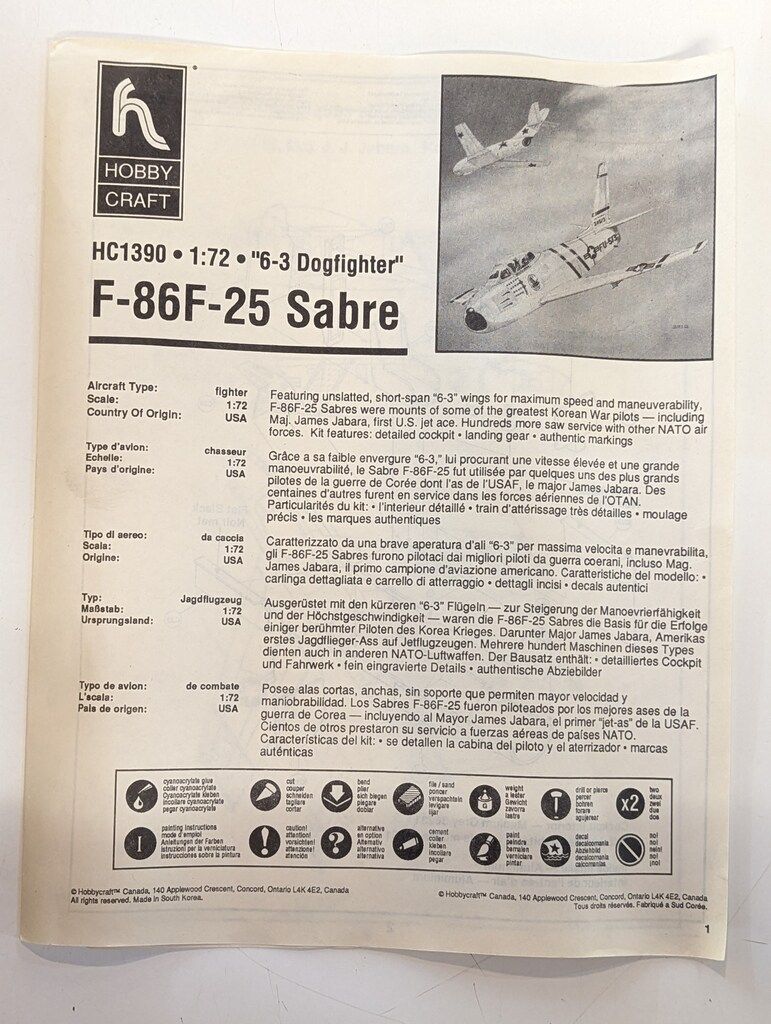 HOBBY
CRAFT
HC1390 • 1:72 • "6-3 Dogfighter"
F-86F-25 Sabre
Aircraft Type: fighter
Scale: 1:72
Country Of Origin: USA
Featuring unslatted, short-span "6-3" wings for maximum speed and maneuverability,
F-86F-25 Sabres were mounts of some of the greatest Korean War pilots — including
Maj. James Jabara, first U.S. jet ace. Hundreds more saw service with other NATO air
forces. Kit features: detailed cockpit • landing gear • authentic markings
Type d'avion: chasseur
Echelle: 1:72
Pays d'origine: USA
Grâce a sa faible envergure "6-3," lui procurant une vitesse élevée et une grande
manoeuvrabilité, le Sabre F-86F-25 fut utilisée par quelques uns des plus grands
pilotes de la guerre de Corée dont l'as de l'USAF, le major James Jabara. Des
centaines d'autres furent en service dans les forces aériennes de l'OTAN.
Particularités du kit: • l'interieur détaillé • train d'attérissage très détailles • moulage
précis • les marques authentiques
Tipo di aereo: da caccia
Scala: 1:72
Origine: USA
Caratterizzato da una brave aperatura d'ali "6-3" per massima velocita e manevrabilita,
gli F-86F-25 Sabres furono pilotaci dai migliori piloti da guerra coerani, incluso Mag.
James Jabara, il primo campione d'aviazione americano. Caratteristiche del modello: •
carlinga dettagliata e carrello di atterraggio • dettagli incisi • decals autentici
Typ: Jagdflugzeug
Maßstab: 1:72
Ursprungsland: USA
Ausgerüstet mit den kürzeren "6-3" Flügeln — zur Steigerung der Manoevrierfähigkeit
und der Höchstgeschwindigkeit — waren die F-86F-25 Sabres die Basis für die Erfolge
einiger berühmter Piloten des Korea Krieges. Darunter Major James Jabara, Amerikas
erstes Jagdflieger-Ass auf Jetflugzeugen. Mehrere hundert Maschinen dieses Types
dienten auch in anderen NATO-Luftwaffen. Der Bausatz enthält: • detailliertes Cockpit
und Fahrwerk • fein eingravierte Details • authentische Abziebilder
Typo de avion: de combate
L'scala: 1:72
Pais de origen: USA
Posee alas cortas, anchas, sin soporte que permiten mayor velocidad y
maniobrabilidad. Los Sabres F-86F-25 fueron piloteados por los mejores ases de la
guerra de Corea — incluyendo al Mayor James Jabara, el primer "jet-as" de la USAF.
Cientos de otros prestaron su servicio a fuerzas aéreas de países NATO.
Características del kit: • se detallen la cabina del piloto y el aterrizador • marcas
auténticas
cyanoacrylate glue
coller cyanoacrylate
Cyanoacrylate kleben
incollare cyanoacrylate
pegar cyanoacrylate
cut
couper
schneiden
tagliare
cortar
bend
plier
sich biegen
piegare
doblar
file / sand
poncer
verspachteln
levigare
lijar
weight
a lester
Gewicht
zavorra
lastre
drill or pierce
percer
bohren
forare
agujerear
x2
two
deux
zwei
due
dos
I
painting instructions
mode d'emploi
Anleitungen der Farben
istruzioni per la verniciatura
instrucciones sobre la pintura
!
caution!
attention!
vorsichten!
attenzione!
atención
?
alternative
en option
Alternativ
alternativa
alternativa
cement
coller
kleben
incollare
pegar
paint
peindre
bemalen
verniciare
pintar
decal
decalcomania
Abziehbild
decalcomanie
calcomanias
no!
non!
nein!
no!
¡no!
© Hobbycraft™ Canada, 140 Applewood Crescent, Concord, Ontario L4K 4E2, Canada
All rights reserved. Made in South Korea.
© Hobbycraft™ Canada, 140 Applewood Crescent, Concord, Ontario L4K 4E2, Canada
Tous droits réservés. Fabriqué a Sud Corée.
1